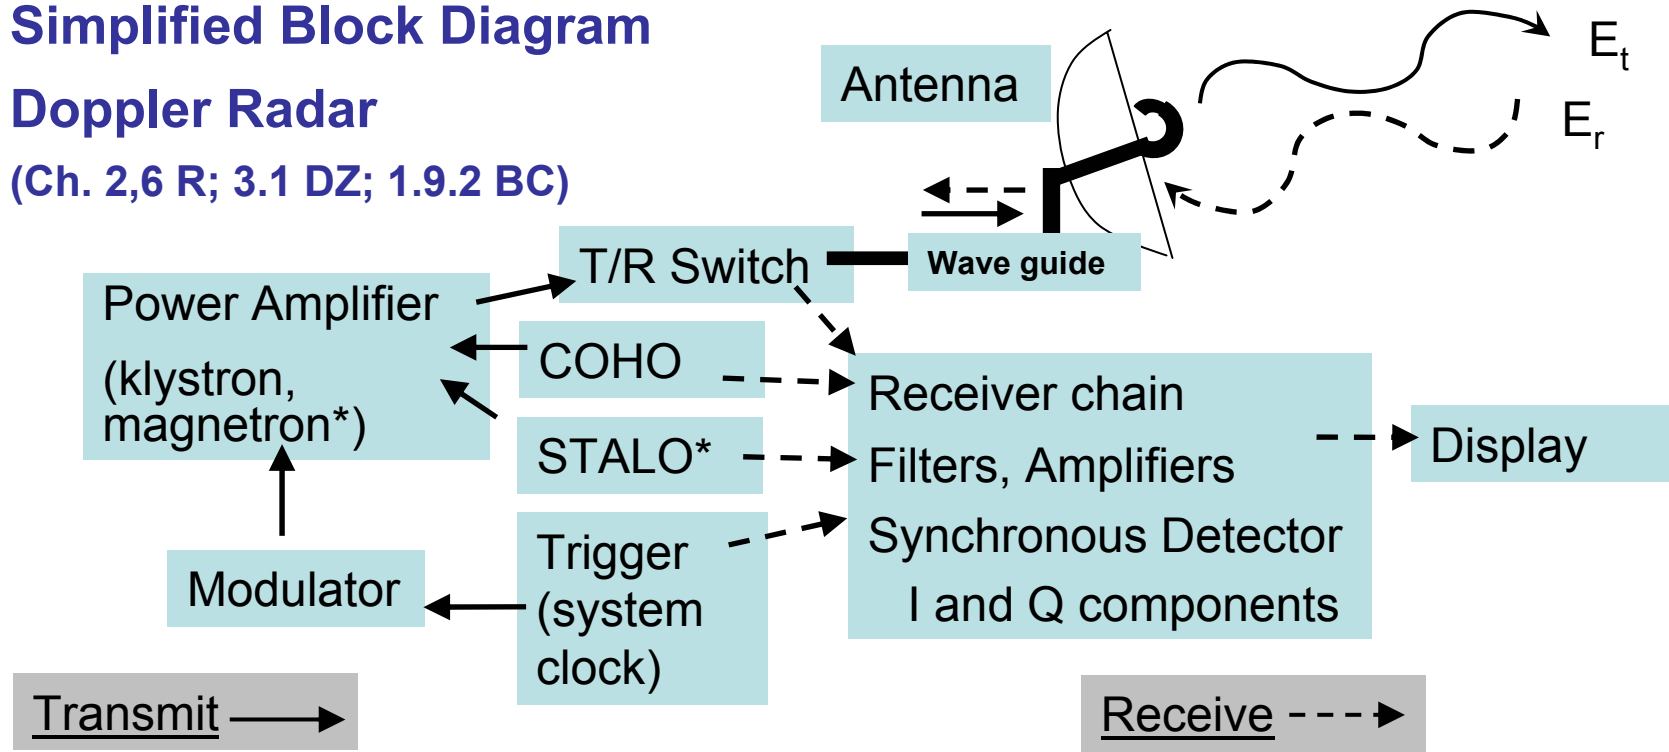 Simplified Block Diagram
Doppler Radar
(Ch. 2,6 R; 3.1 DZ; 1.9.2 BC)
Antenna
E_t
E_r
T/R Switch
Wave guide
Power Amplifier
(klystron,
magnetron*)
COHO
STALO*
Receiver chain
Filters, Amplifiers
Synchronous Detector
I and Q components
Display
Modulator
Trigger
(system
clock)
Transmit
Receive